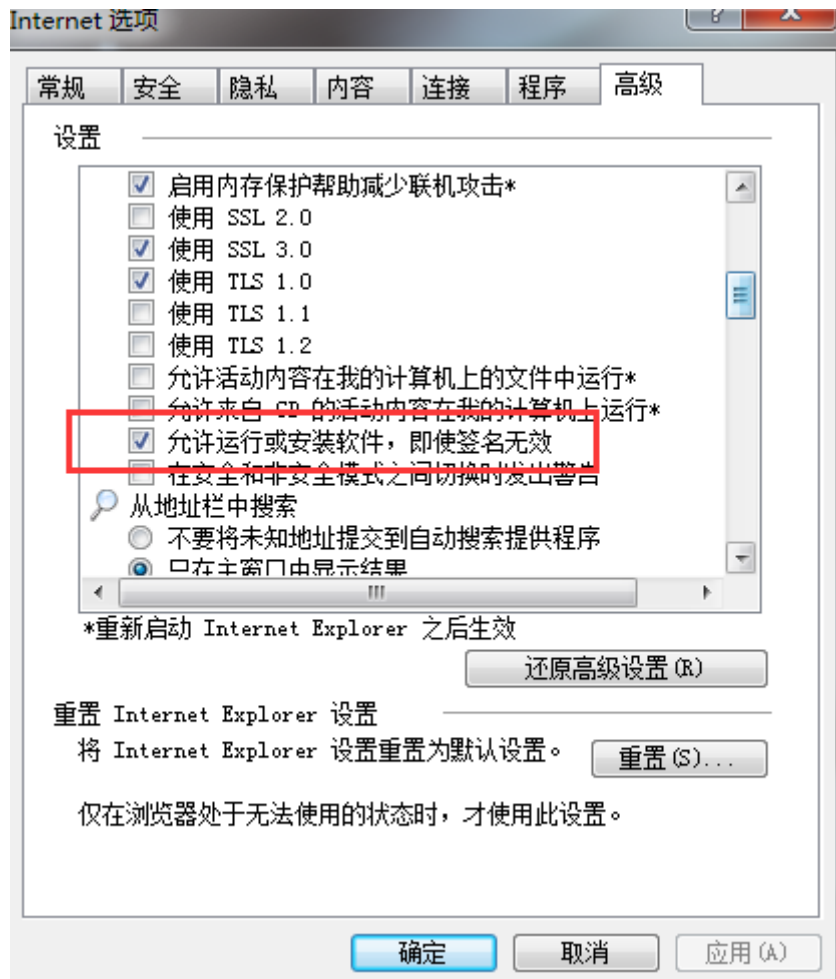 Internet 选项
常规 安全 隐私 内容 连接 程序 高级
设置
启用内存保护帮助减少联机攻击*
使用 SSL 2.0
使用 SSL 3.0
使用 TLS 1.0
使用 TLS 1.1
使用 TLS 1.2
允许活动内容在我的计算机上的文件中运行*
允许来自 CD 的活动内容在我的计算机上运行*
允许运行或安装软件，即使签名无效
在安全和非安全模式之间切换时发出警告
从地址栏中搜索
不要将未知地址提交到自动搜索提供程序
只在主窗口中显示结果
*重新启动 Internet Explorer 之后生效
还原高级设置(R)
重置 Internet Explorer 设置
将 Internet Explorer 设置重置为默认设置。 重置(S)...
仅在浏览器处于无法使用的状态时，才使用此设置。
确定 取消 应用(A)